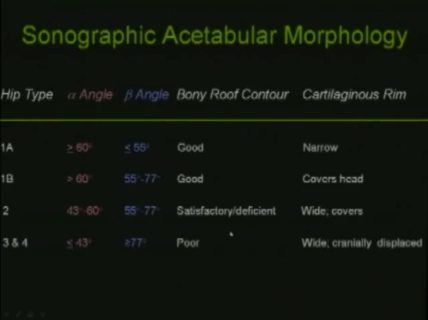 Sonographic Acetabular Morphology
Hip Type α Angle β Angle Bony Roof Contour Cartilaginous Rim
1A ≥ 60° ≤ 55° Good Narrow
1B > 60° 55°-77° Good Covers head
2 43°-60° 55°-77° Satisfactory/deficient Wide, covers
3 & 4 ≤ 43° ≥77° Poor Wide, cranially displaced